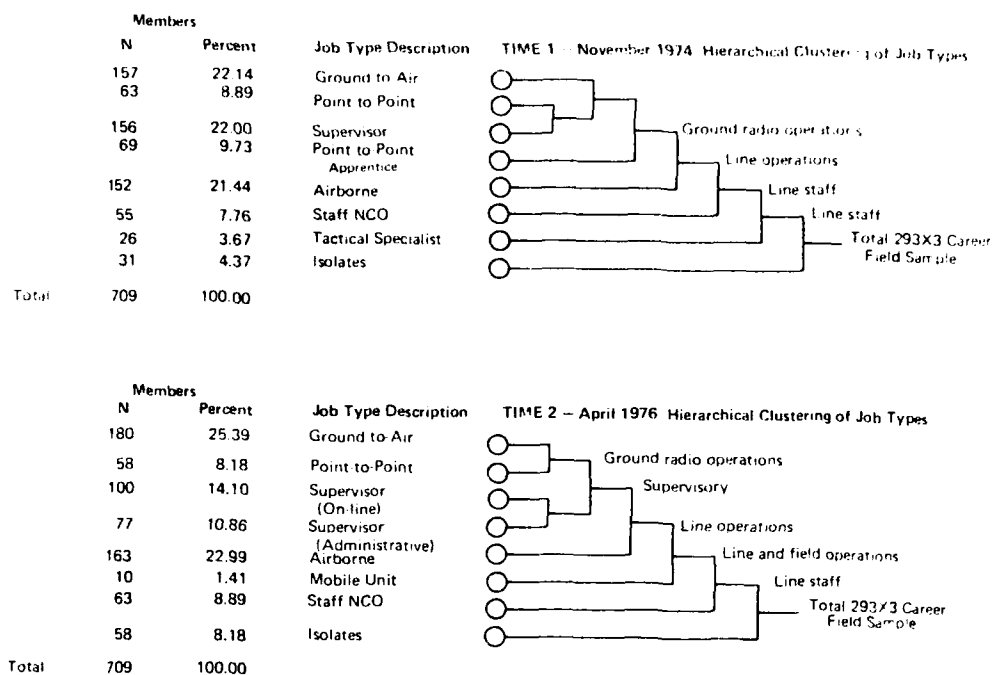 Members
N Percent Job Type Description TIME 1 – November 1974 Hierarchical Clustering of Job Types
157 22.14 Ground to Air
63 8.89 Point to Point
156 22.00 Supervisor
69 9.73 Point to-Point
Apprentice
152 21.44 Airborne
55 7.76 Staff NCO
26 3.67 Tactical Specialist
31 4.37 Isolates
Total 709 100.00
Ground radio operations
Line operations
Line staff
Line staff
Total 293X3 Career
Field Sample
Members
N Percent Job Type Description TIME 2 – April 1976 Hierarchical Clustering of Job Types
180 25.39 Ground to-Air
58 8.18 Point-to-Point
100 14.10 Supervisor
(On-line)
77 10.86 Supervisor
(Administrative)
163 22.99 Airborne
10 1.41 Mobile Unit
63 8.89 Staff NCO
58 8.18 Isolates
Total 709 100.00
Ground radio operations
Supervisory
Line operations
Line and field operations
Line staff
Total 293X3 Career
Field Sample